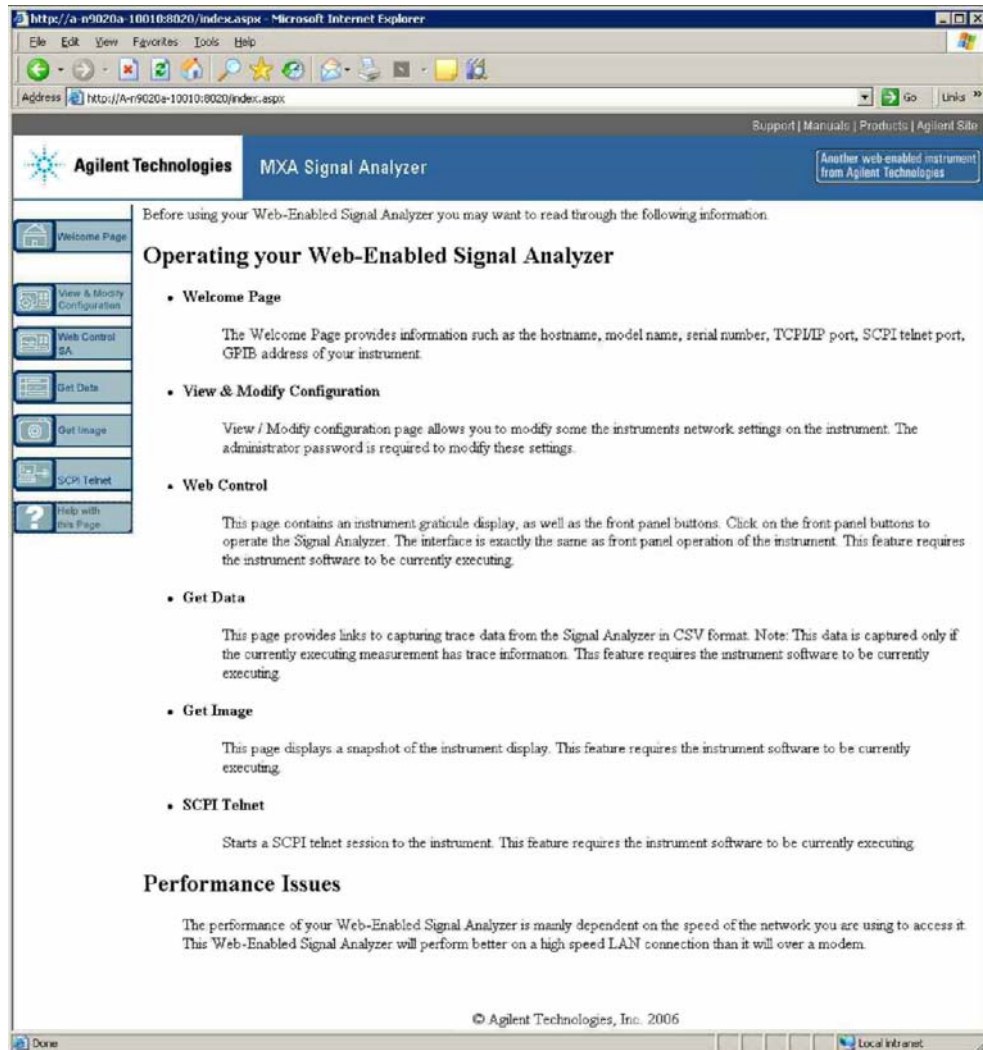 http://a-n9020a-10010:8020/index.aspx - Microsoft Internet Explorer
File Edit View Favorites Tools Help
Address http://A-n9020a-10010:8020/index.aspx Go Links »
Support | Manuals | Products | Agilent Site
Agilent Technologies MXA Signal Analyzer
Another web-enabled instrument
from Agilent Technologies
Welcome Page
View & Modify
Configuration
Web Control
SA
Get Data
Get Image
SCPI Telnet
Help with
this Page
Before using your Web-Enabled Signal Analyzer you may want to read through the following information.
Operating your Web-Enabled Signal Analyzer
• Welcome Page
The Welcome Page provides information such as the hostname, model name, serial number, TCPI/IP port, SCPI telnet port,
GPIB address of your instrument.
• View & Modify Configuration
View / Modify configuration page allows you to modify some the instruments network settings on the instrument. The
administrator password is required to modify these settings.
• Web Control
This page contains an instrument graticule display, as well as the front panel buttons. Click on the front panel buttons to
operate the Signal Analyzer. The interface is exactly the same as front panel operation of the instrument. This feature requires
the instrument software to be currently executing.
• Get Data
This page provides links to capturing trace data from the Signal Analyzer in CSV format. Note: This data is captured only if
the currently executing measurement has trace information. This feature requires the instrument software to be currently
executing.
• Get Image
This page displays a snapshot of the instrument display. This feature requires the instrument software to be currently
executing.
• SCPI Telnet
Starts a SCPI telnet session to the instrument. This feature requires the instrument software to be currently executing.
Performance Issues
The performance of your Web-Enabled Signal Analyzer is mainly dependent on the speed of the network you are using to access it.
This Web-Enabled Signal Analyzer will perform better on a high speed LAN connection than it will over a modem.
© Agilent Technologies, Inc. 2006
Done Local intranet